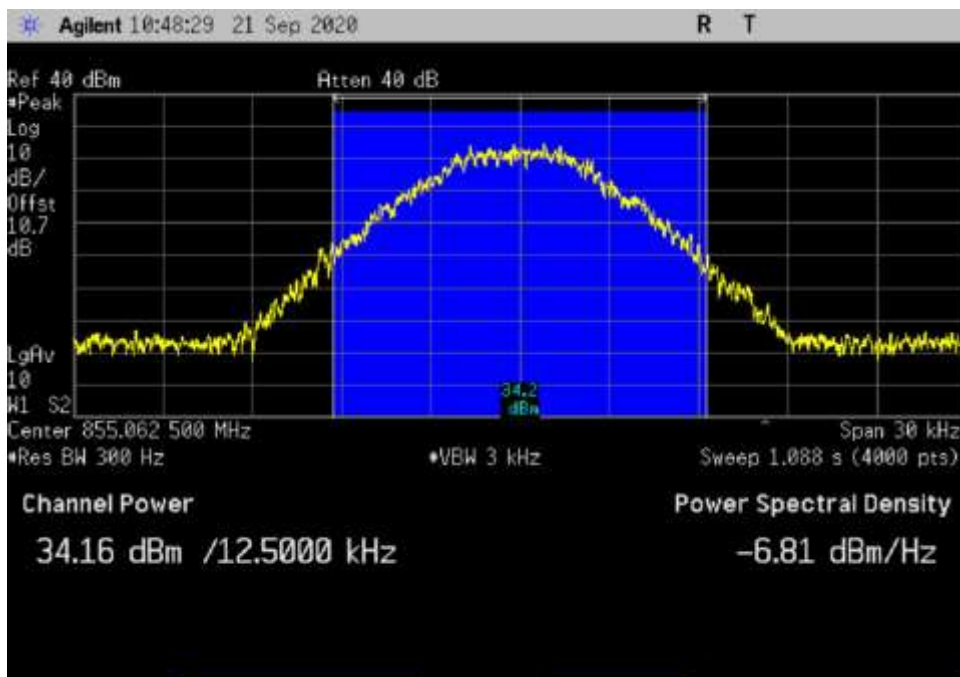 Agilent 10:48:29 21 Sep 2020 R T
Ref 40 dBm Atten 40 dB
#Peak
Log
10
dB/
Offst
10.7
dB
LgAv
10
W1 S2
34.2
dBm
Center 855.062 500 MHz Span 30 kHz
#Res BW 300 Hz #VBW 3 kHz Sweep 1.088 s (4000 pts)
Channel Power Power Spectral Density
34.16 dBm /12.5000 kHz -6.81 dBm/Hz